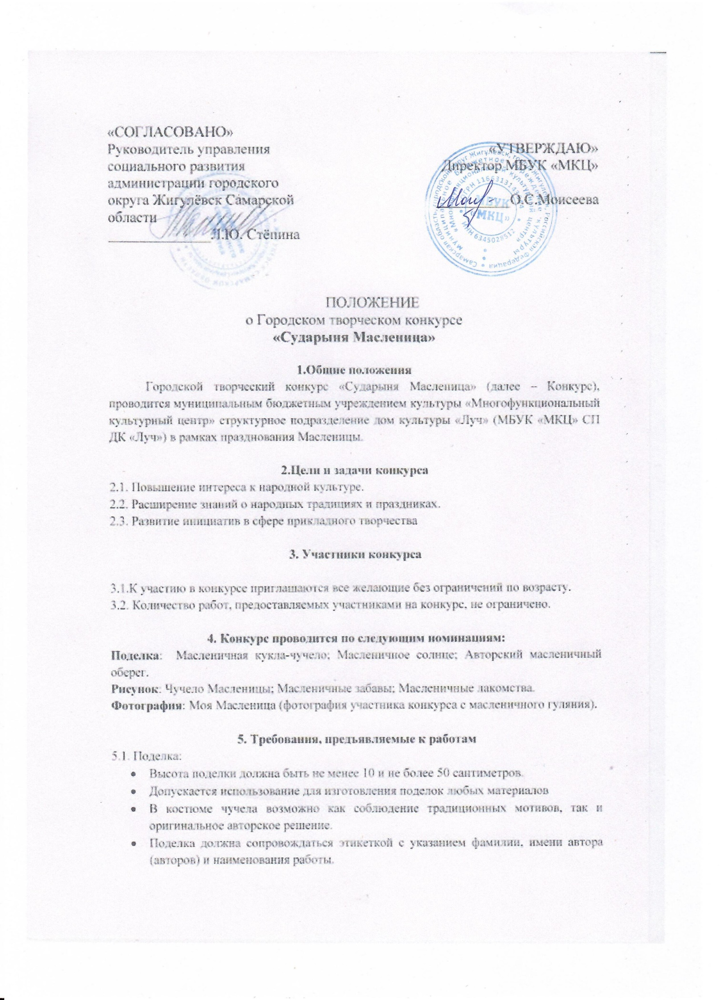 «СОГЛАСОВАНО»
Руководитель управления
социального развития
администрации городского
округа Жигулёвск Самарской
области
Л.Ю. Стёпина
«УТВЕРЖДАЮ»
Директор МБУК «МКЦ»
О.С.Моисеева
МБУК
«МКЦ»
ИНН 6345028512
ПОЛОЖЕНИЕ
о Городском творческом конкурсе
«Сударыня Масленица»
1.Общие положения
Городской творческий конкурс «Сударыня Масленица» (далее – Конкурс),
проводится муниципальным бюджетным учреждением культуры «Многофункциональный
культурный центр» структурное подразделение дом культуры «Луч» (МБУК «МКЦ» СП
ДК «Луч») в рамках празднования Масленицы.
2.Цели и задачи конкурса
2.1. Повышение интереса к народной культуре.
2.2. Расширение знаний о народных традициях и праздниках.
2.3. Развитие инициатив в сфере прикладного творчества
3. Участники конкурса
3.1.К участию в конкурсе приглашаются все желающие без ограничений по возрасту.
3.2. Количество работ, предоставляемых участниками на конкурс, не ограничено.
4. Конкурс проводится по следующим номинациям:
Поделка: Масленичная кукла-чучело; Масленичное солнце; Авторский масленичный
оберег.
Рисунок: Чучело Масленицы; Масленичные забавы; Масленичные лакомства.
Фотография: Моя Масленица (фотография участника конкурса с масленичного гуляния).
5. Требования, предъявляемые к работам
5.1. Поделка:
• Высота поделки должна быть не менее 10 и не более 50 сантиметров.
• Допускается использование для изготовления поделок любых материалов
• В костюме чучела возможно как соблюдение традиционных мотивов, так и
оригинальное авторское решение.
• Поделка должна сопровождаться этикеткой с указанием фамилии, имени автора
(авторов) и наименования работы.